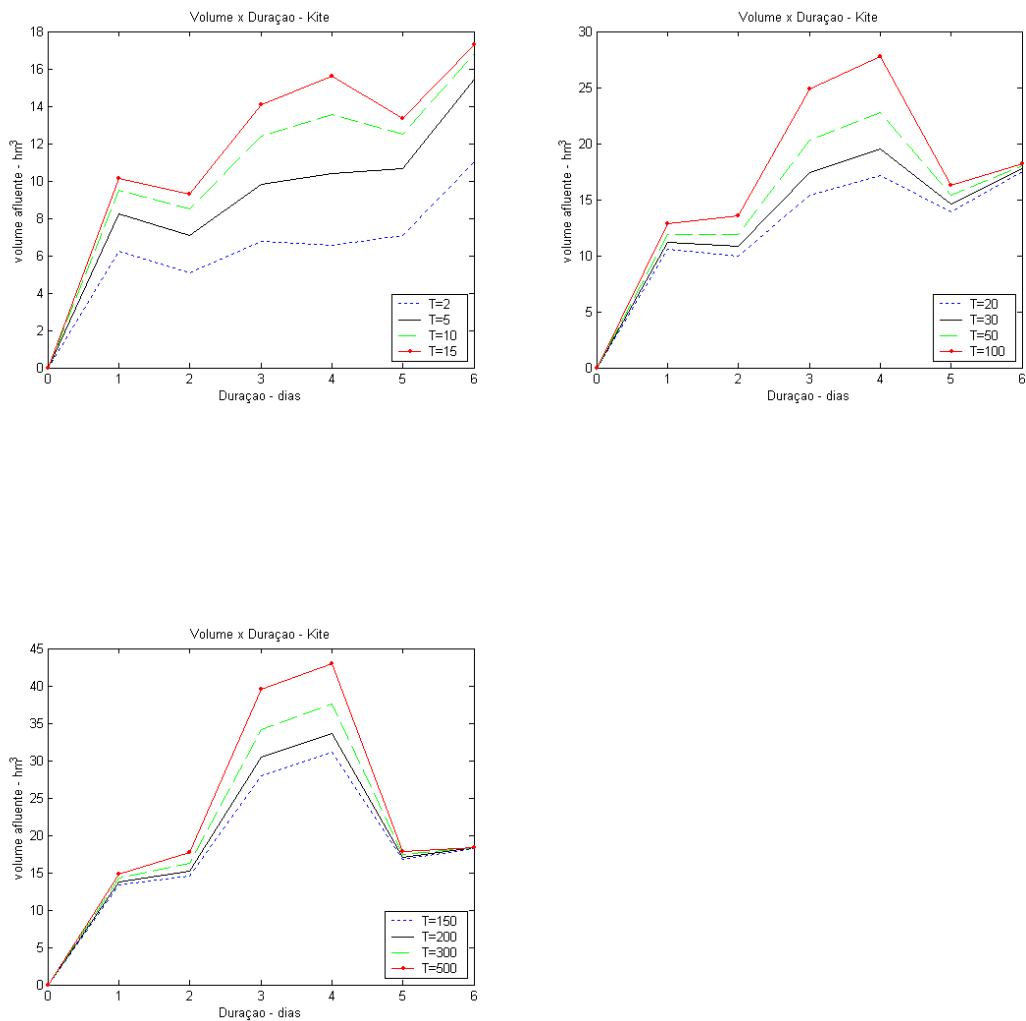 Volume x Duraçao - Kite
volume afluente - hm³
18
16
14
12
10
8
6
4
2
0
0 1 2 3 4 5 6
Duraçao - dias
T=2
T=5
T=10
T=15
Volume x Duraçao - Kite
volume afluente - hm³
30
25
20
15
10
5
0
0 1 2 3 4 5 6
Duraçao - dias
T=20
T=30
T=50
T=100
Volume x Duraçao - Kite
volume afluente - hm³
45
40
35
30
25
20
15
10
5
0
0 1 2 3 4 5 6
Duraçao - dias
T=150
T=200
T=300
T=500